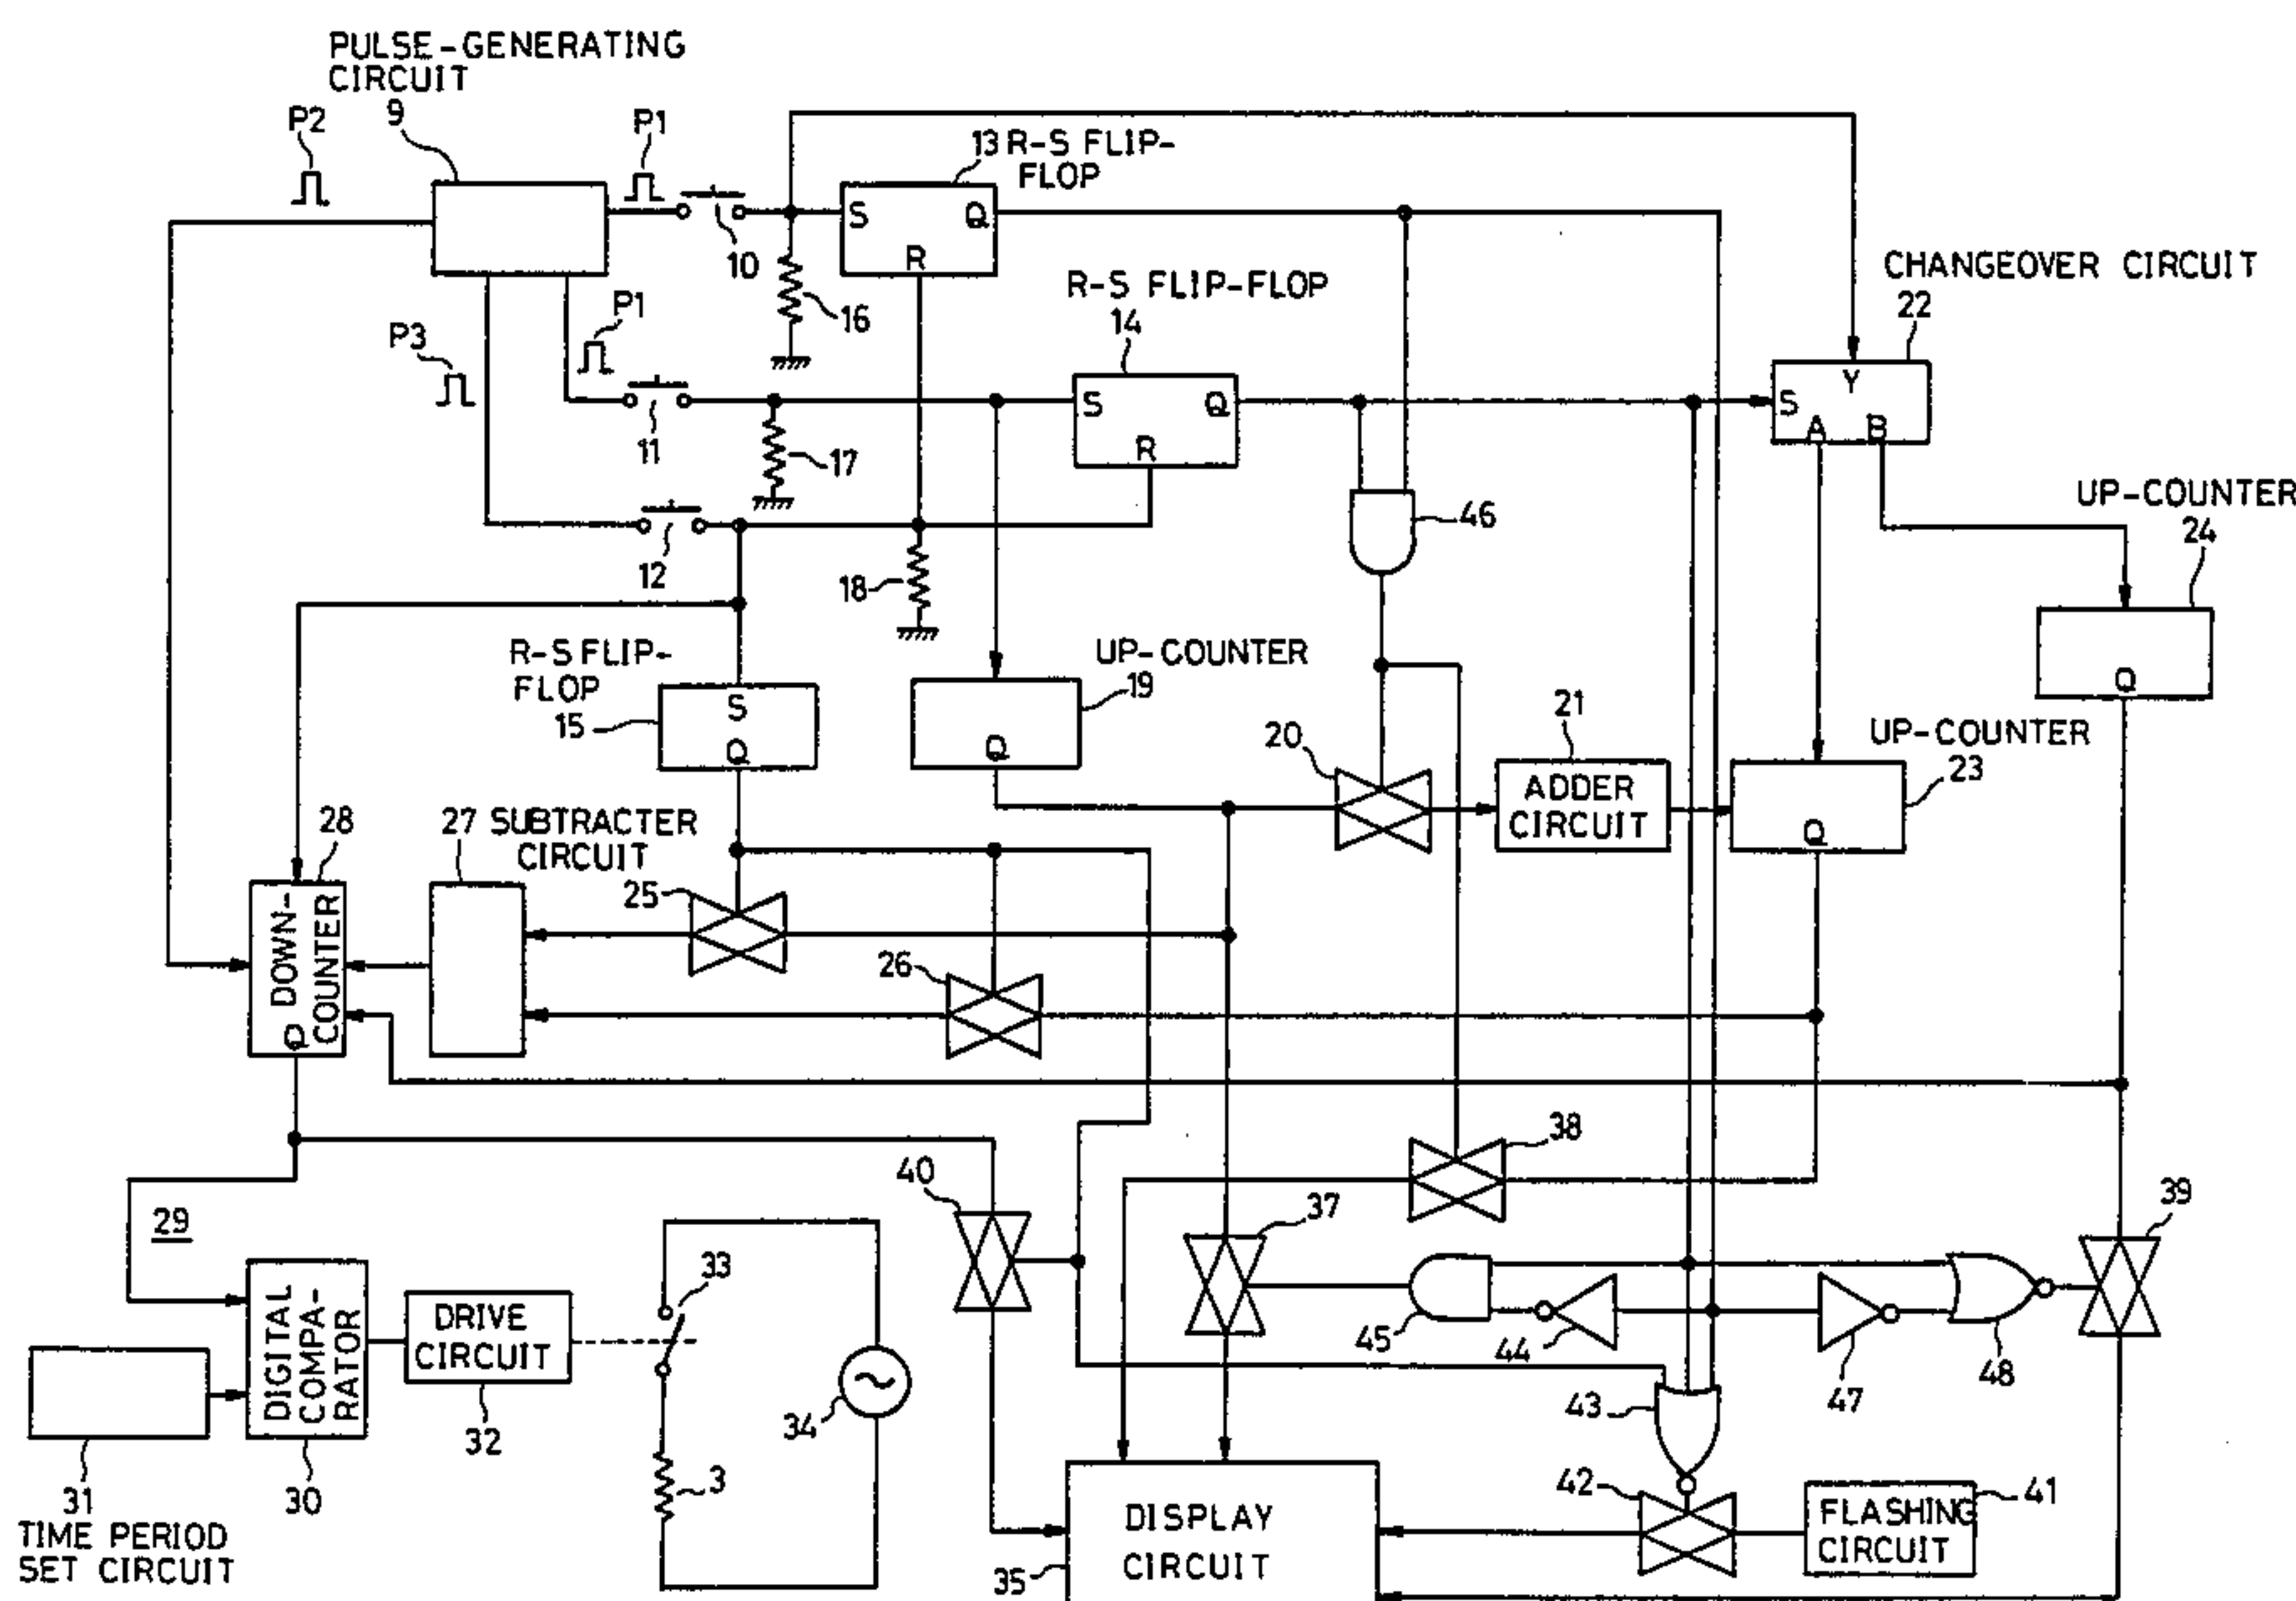 PULSE-GENERATING
CIRCUIT
9
P2
P1
13 R-S FLIP-
FLOP
S
Q
R
10
16
CHANGEOVER CIRCUIT
22
R-S FLIP-FLOP
14
P1
P3
Y
S
A
B
S
Q
R
11
17
UP-COUNTER
24
46
12
18
R-S FLIP-
FLOP
15
S
Q
UP-COUNTER
19
Q
Q
20
21
ADDER
CIRCUIT
UP-COUNTER
23
Q
28
27 SUBTRACTER
CIRCUIT
25
DOWN-
COUNTER
Q
26
38
40
37
39
29
33
45
44
47
48
DIGITAL
COMPA-
RATOR
DRIVE
CIRCUIT
34
43
32
31
30
3
42
41
TIME PERIOD
SET CIRCUIT
DISPLAY
CIRCUIT
35
FLASHING
CIRCUIT